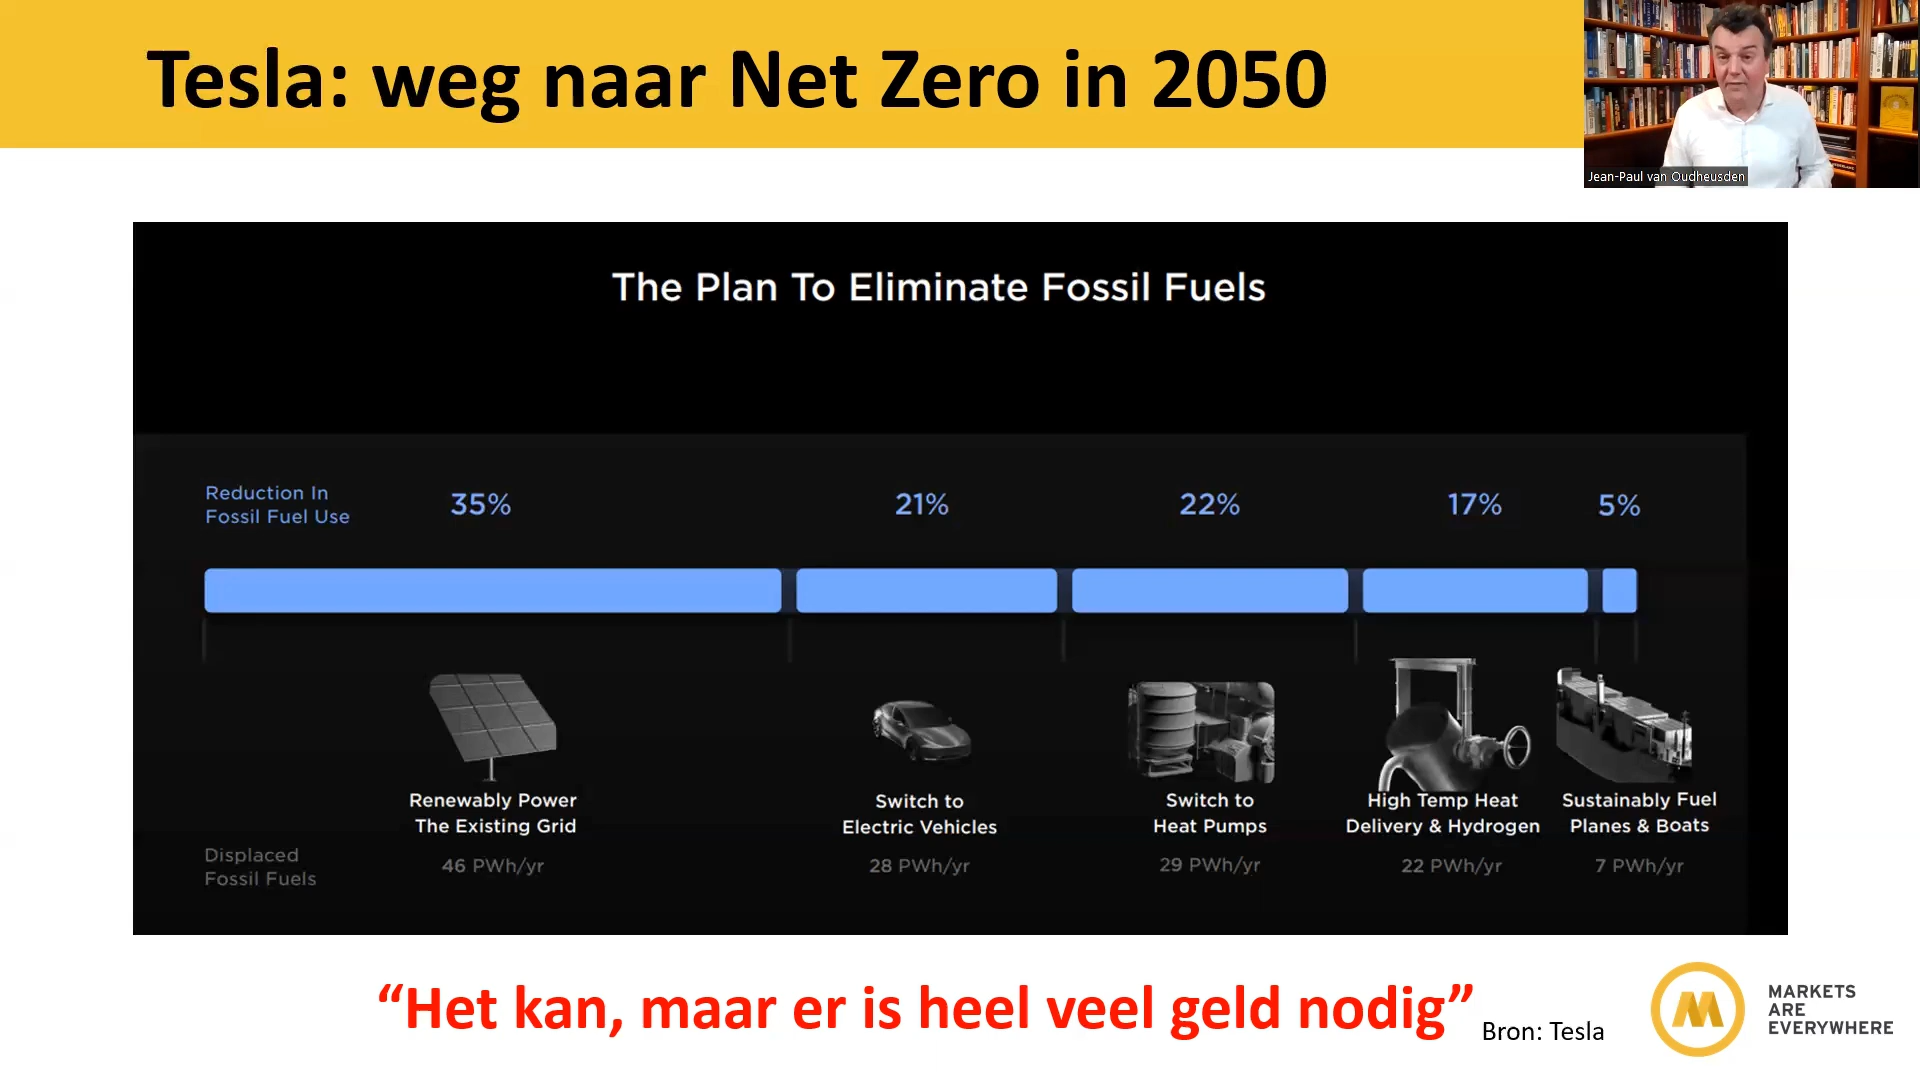 Tesla: weg naar Net Zero in 2050
Jean-Paul van Oudheusden
The Plan To Eliminate Fossil Fuels
Reduction In
Fossil Fuel Use
35%
21%
22%
17%
5%
Renewably Power
The Existing Grid
Switch to
Electric Vehicles
Switch to
Heat Pumps
High Temp Heat
Delivery & Hydrogen
Sustainably Fuel
Planes & Boats
Displaced
Fossil Fuels
46 PWh/yr
28 PWh/yr
29 PWh/yr
22 PWh/yr
7 PWh/yr
“Het kan, maar er is heel veel geld nodig”
Bron: Tesla
MARKETS
ARE
EVERYWHERE